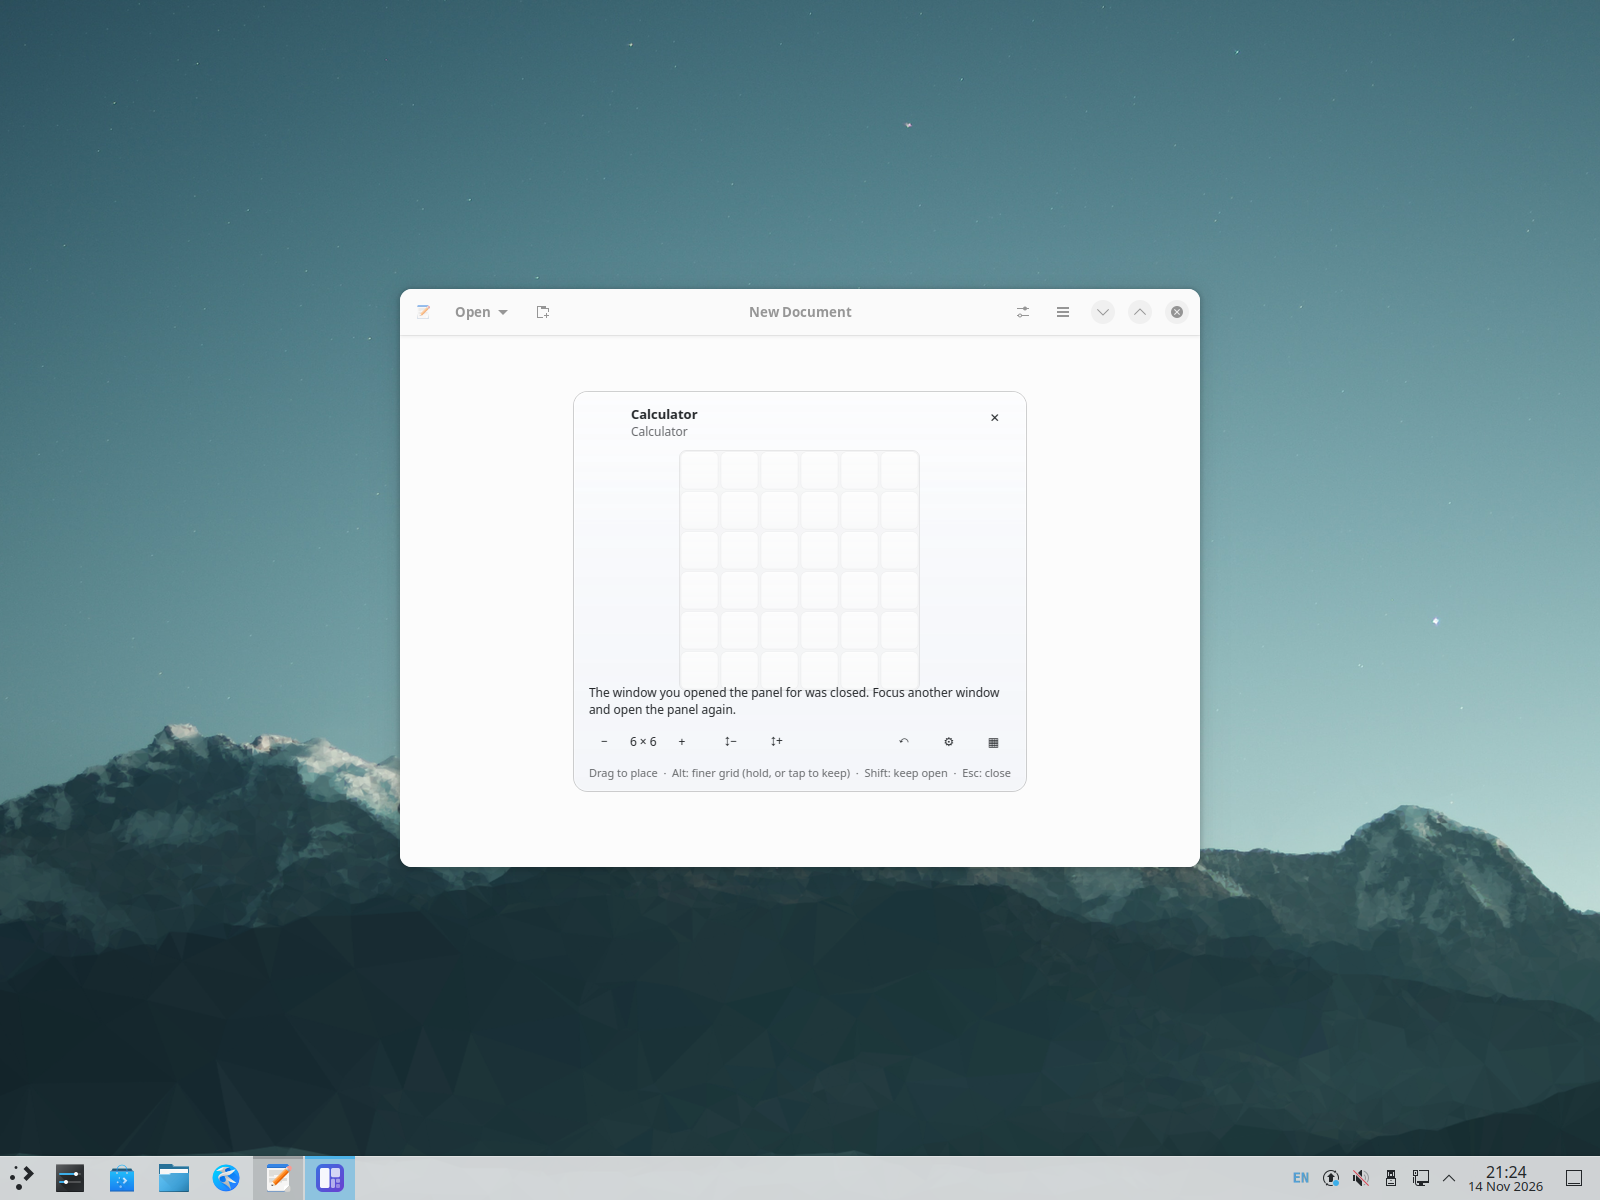 Open
New Document
Calculator
Calculator
The window you opened the panel for was closed. Focus another window
and open the panel again.
− 6 × 6 + ↕− ↕+
Drag to place · Alt: finer grid (hold, or tap to keep) · Shift: keep open · Esc: close
EN
21:24
14 Nov 2026